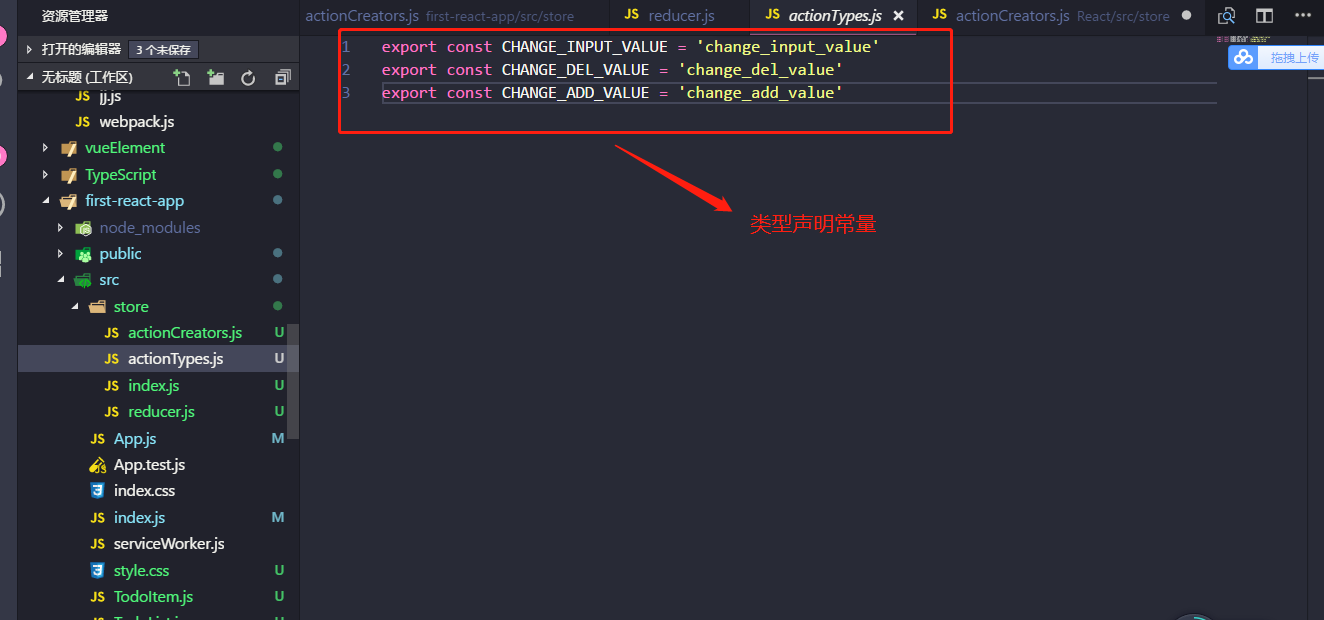 资源管理器
actionCreators.js first-react-app/src/store
JS reducer.js
JS actionTypes.js ×
JS actionCreators.js React/src/store
打开的编辑器 3 个未保存
无标题 (工作区)
JS jj.js
JS webpack.js
vueElement
TypeScript
first-react-app
node_modules
public
src
store
JS actionCreators.js U
JS actionTypes.js U
JS index.js U
JS reducer.js U
JS App.js M
App.test.js
index.css
JS index.js M
JS serviceWorker.js
style.css U
JS TodoItem.js U
1 export const CHANGE_INPUT_VALUE = 'change_input_value'
2 export const CHANGE_DEL_VALUE = 'change_del_value'
3 export const CHANGE_ADD_VALUE = 'change_add_value'
类型声明常量
拖拽上传